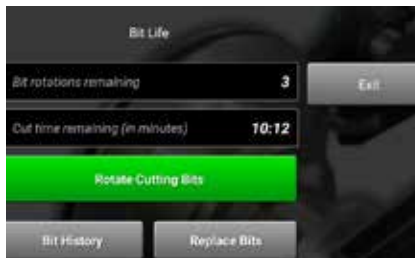 Bit Life
Bit rotations remaining 3
Exit
Cut time remaining (in minutes) 10:12
Rotate Cutting Bits
Bit History
Replace Bits